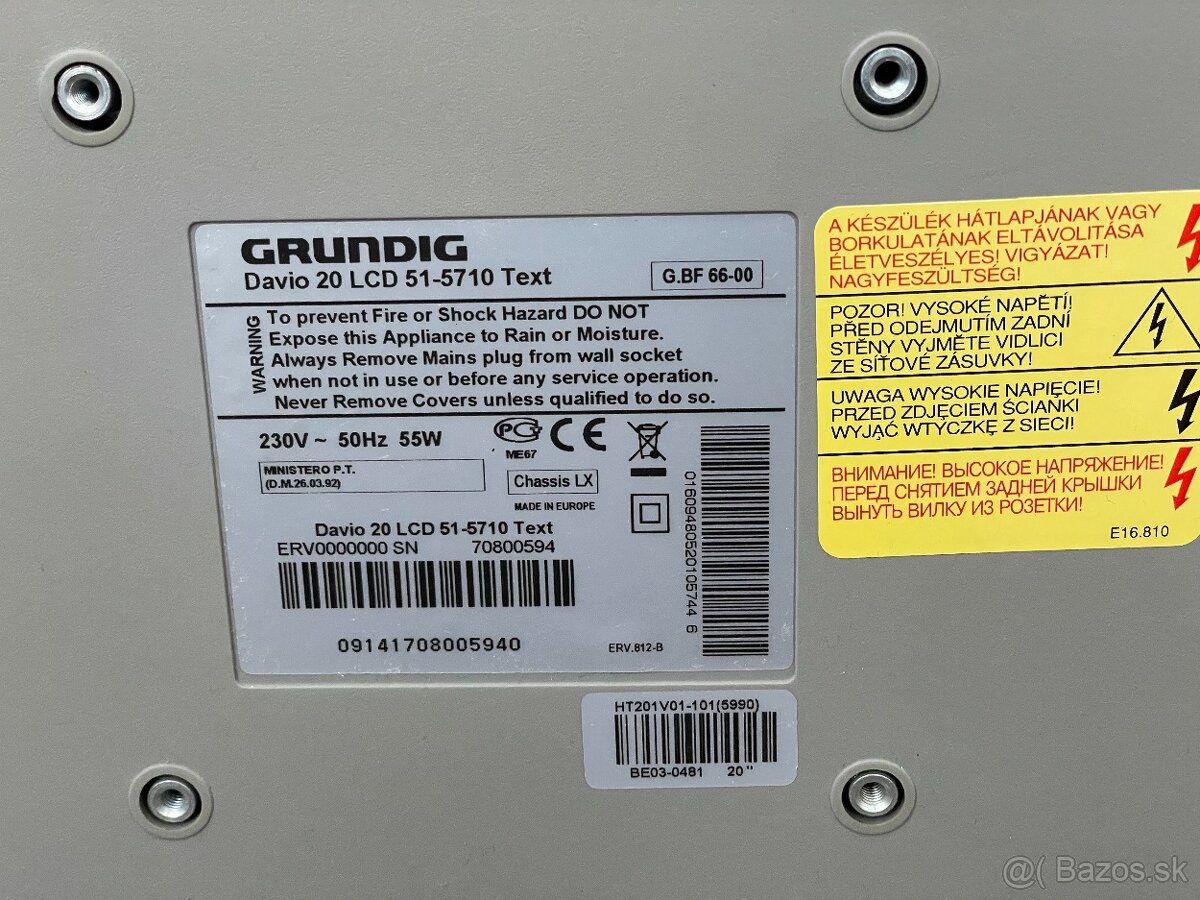 GRUNDIG
Davio 20 LCD 51-5710 Text
G.BF 66-00
WARNING
To prevent Fire or Shock Hazard DO NOT
Expose this Appliance to Rain or Moisture.
Always Remove Mains plug from wall socket
when not in use or before any service operation.
Never Remove Covers unless qualified to do so.
230V ~ 50Hz 55W
ME67
CE
MINISTERO P.T.
(D.M.26.03.92)
Chassis LX
MADE IN EUROPE
Davio 20 LCD 51-5710 Text
ERV0000000 SN 70800594
09141708005940
ERV.812-B
01609480520105744 6
HT201V01-101(5990)
BE03-0481 20"
A KÉSZÜLÉK HÁTLAPJÁNAK VAGY
BORKULATÁNAK ELTÁVOLITÁSA
ÉLETVESZÉLYES! VIGYÁZAT!
NAGYFESZÜLTSÉG!
POZOR! VYSOKÉ NAPĚTÍ!
PŘED ODEJMUTÍM ZADNÍ
STĚNY VYJMĚTE VIDLICI
ZE SÍŤOVÉ ZÁSUVKY!
UWAGA WYSOKIE NAPIĘCIE!
PRZED ZDJĘCIEM ŚCIANKI
WYJĄĆ WTYCZKĘ Z SIECI!
ВНИМАНИЕ! ВЫСОКОЕ НАПРЯЖЕНИЕ!
ПЕРЕД СНЯТИЕМ ЗАДНЕЙ КРЫШКИ
ВЫНУТЬ ВИЛКУ ИЗ РОЗЕТКИ!
E16.810
@( Bazos.sk